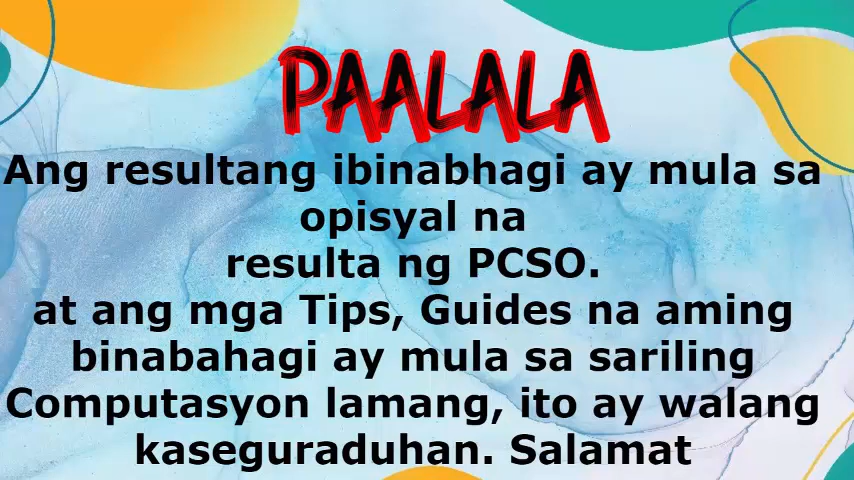 PAALALA
Ang resultang ibinabhagi ay mula sa
opisyal na
resulta ng PCSO.
at ang mga Tips, Guides na aming
binabahagi ay mula sa sariling
Computasyon lamang, ito ay walang
kaseguraduhan. Salamat